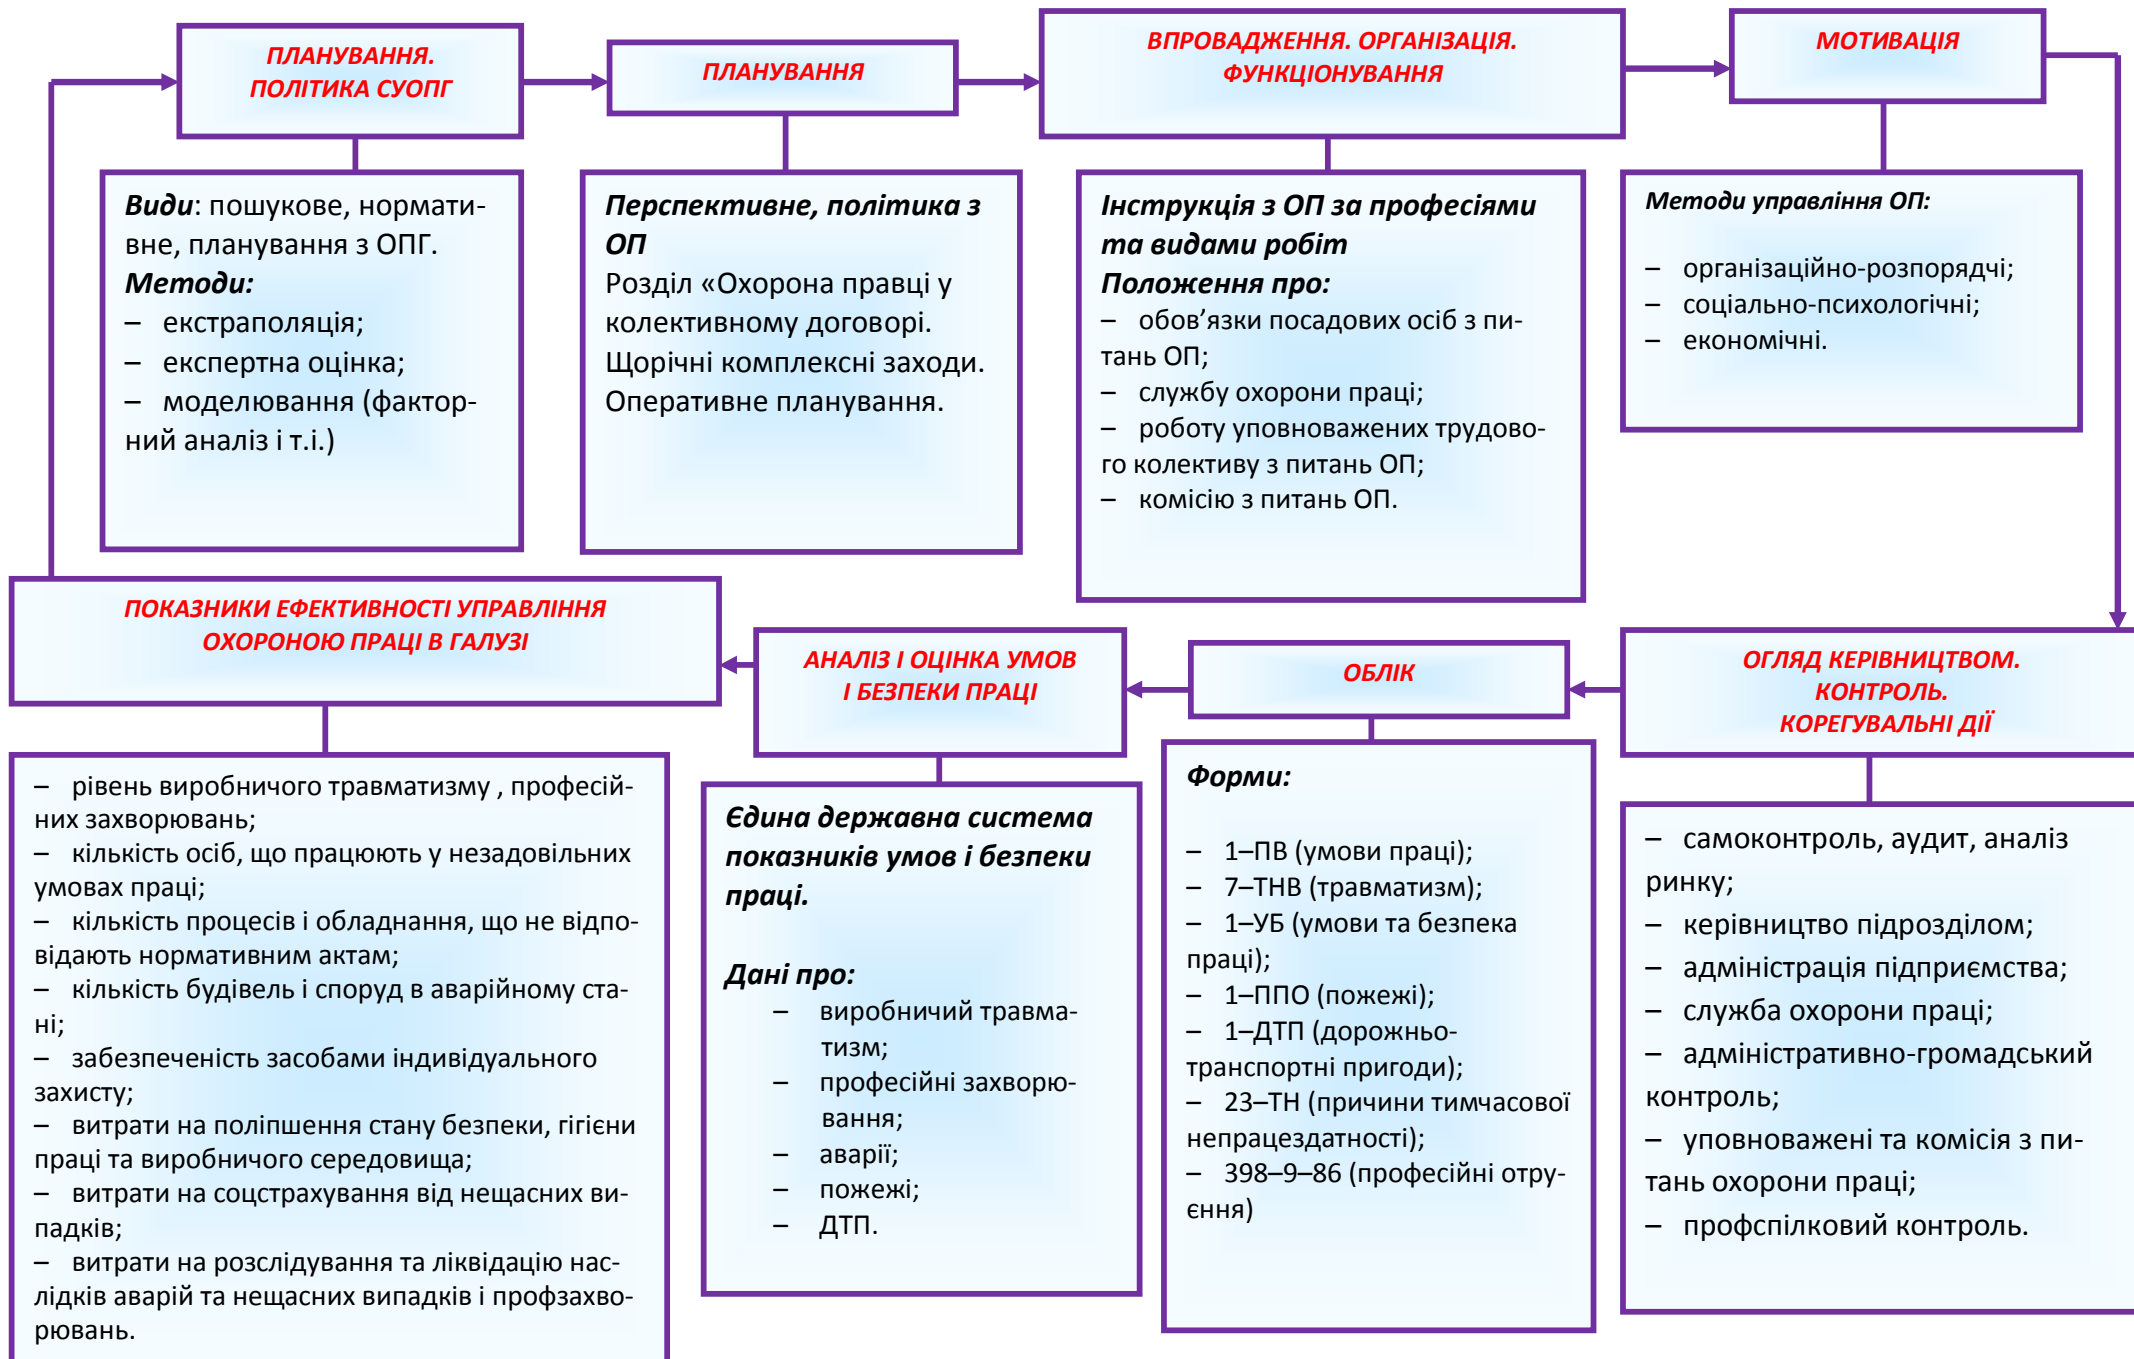 ПЛАНУВАННЯ.
ПОЛІТИКА СУОПГ
ПЛАНУВАННЯ
ВПРОВАДЖЕННЯ. ОРГАНІЗАЦІЯ.
ФУНКЦІОНУВАННЯ
МОТИВАЦІЯ
Види: пошукове, нормати-
вне, планування з ОПГ.
Методи:
– екстраполяція;
– експертна оцінка;
– моделювання (фактор-
ний аналіз і т.і.)
Перспективне, політика з
ОП
Розділ «Охорона правці у
колективному договорі.
Щорічні комплексні заходи.
Оперативне планування.
Інструкція з ОП за професіями
та видами робіт
Положення про:
– обов’язки посадових осіб з пи-
тань ОП;
– службу охорони праці;
– роботу уповноважених трудово-
го колективу з питань ОП;
– комісію з питань ОП.
Методи управління ОП:
– організаційно-розпорядчі;
– соціально-психологічні;
– економічні.
ПОКАЗНИКИ ЕФЕКТИВНОСТІ УПРАВЛІННЯ
ОХОРОНОЮ ПРАЦІ В ГАЛУЗІ
АНАЛІЗ І ОЦІНКА УМОВ
І БЕЗПЕКИ ПРАЦІ
ОБЛІК
ОГЛЯД КЕРІВНИЦТВОМ.
КОНТРОЛЬ.
КОРЕГУВАЛЬНІ ДІЇ
– рівень виробничого травматизму , професій-
них захворювань;
– кількість осіб, що працюють у незадовільних
умовах праці;
– кількість процесів і обладнання, що не відпо-
відають нормативним актам;
– кількість будівель і споруд в аварійному ста-
ні;
– забезпеченість засобами індивідуального
захисту;
– витрати на поліпшення стану безпеки, гігієни
праці та виробничого середовища;
– витрати на соцстрахування від нещасних ви-
падків;
– витрати на розслідування та ліквідацію нас-
лідків аварій та нещасних випадків і профзахво-
рювань.
Єдина державна система
показників умов і безпеки
праці.
Дані про:
– виробничий травма-
тизм;
– професійні захворю-
вання;
– аварії;
– пожежі;
– ДТП.
Форми:
– 1–ПВ (умови праці);
– 7–ТНВ (травматизм);
– 1–УБ (умови та безпека
праці);
– 1–ППО (пожежі);
– 1–ДТП (дорожньо-
транспортні пригоди);
– 23–ТН (причини тимчасової
непрацездатності);
– 398–9–86 (професійні отру-
єння)
– самоконтроль, аудит, аналіз
ринку;
– керівництво підрозділом;
– адміністрація підприємства;
– служба охорони праці;
– адміністративно-громадський
контроль;
– уповноважені та комісія з пи-
тань охорони праці;
– профспілковий контроль.